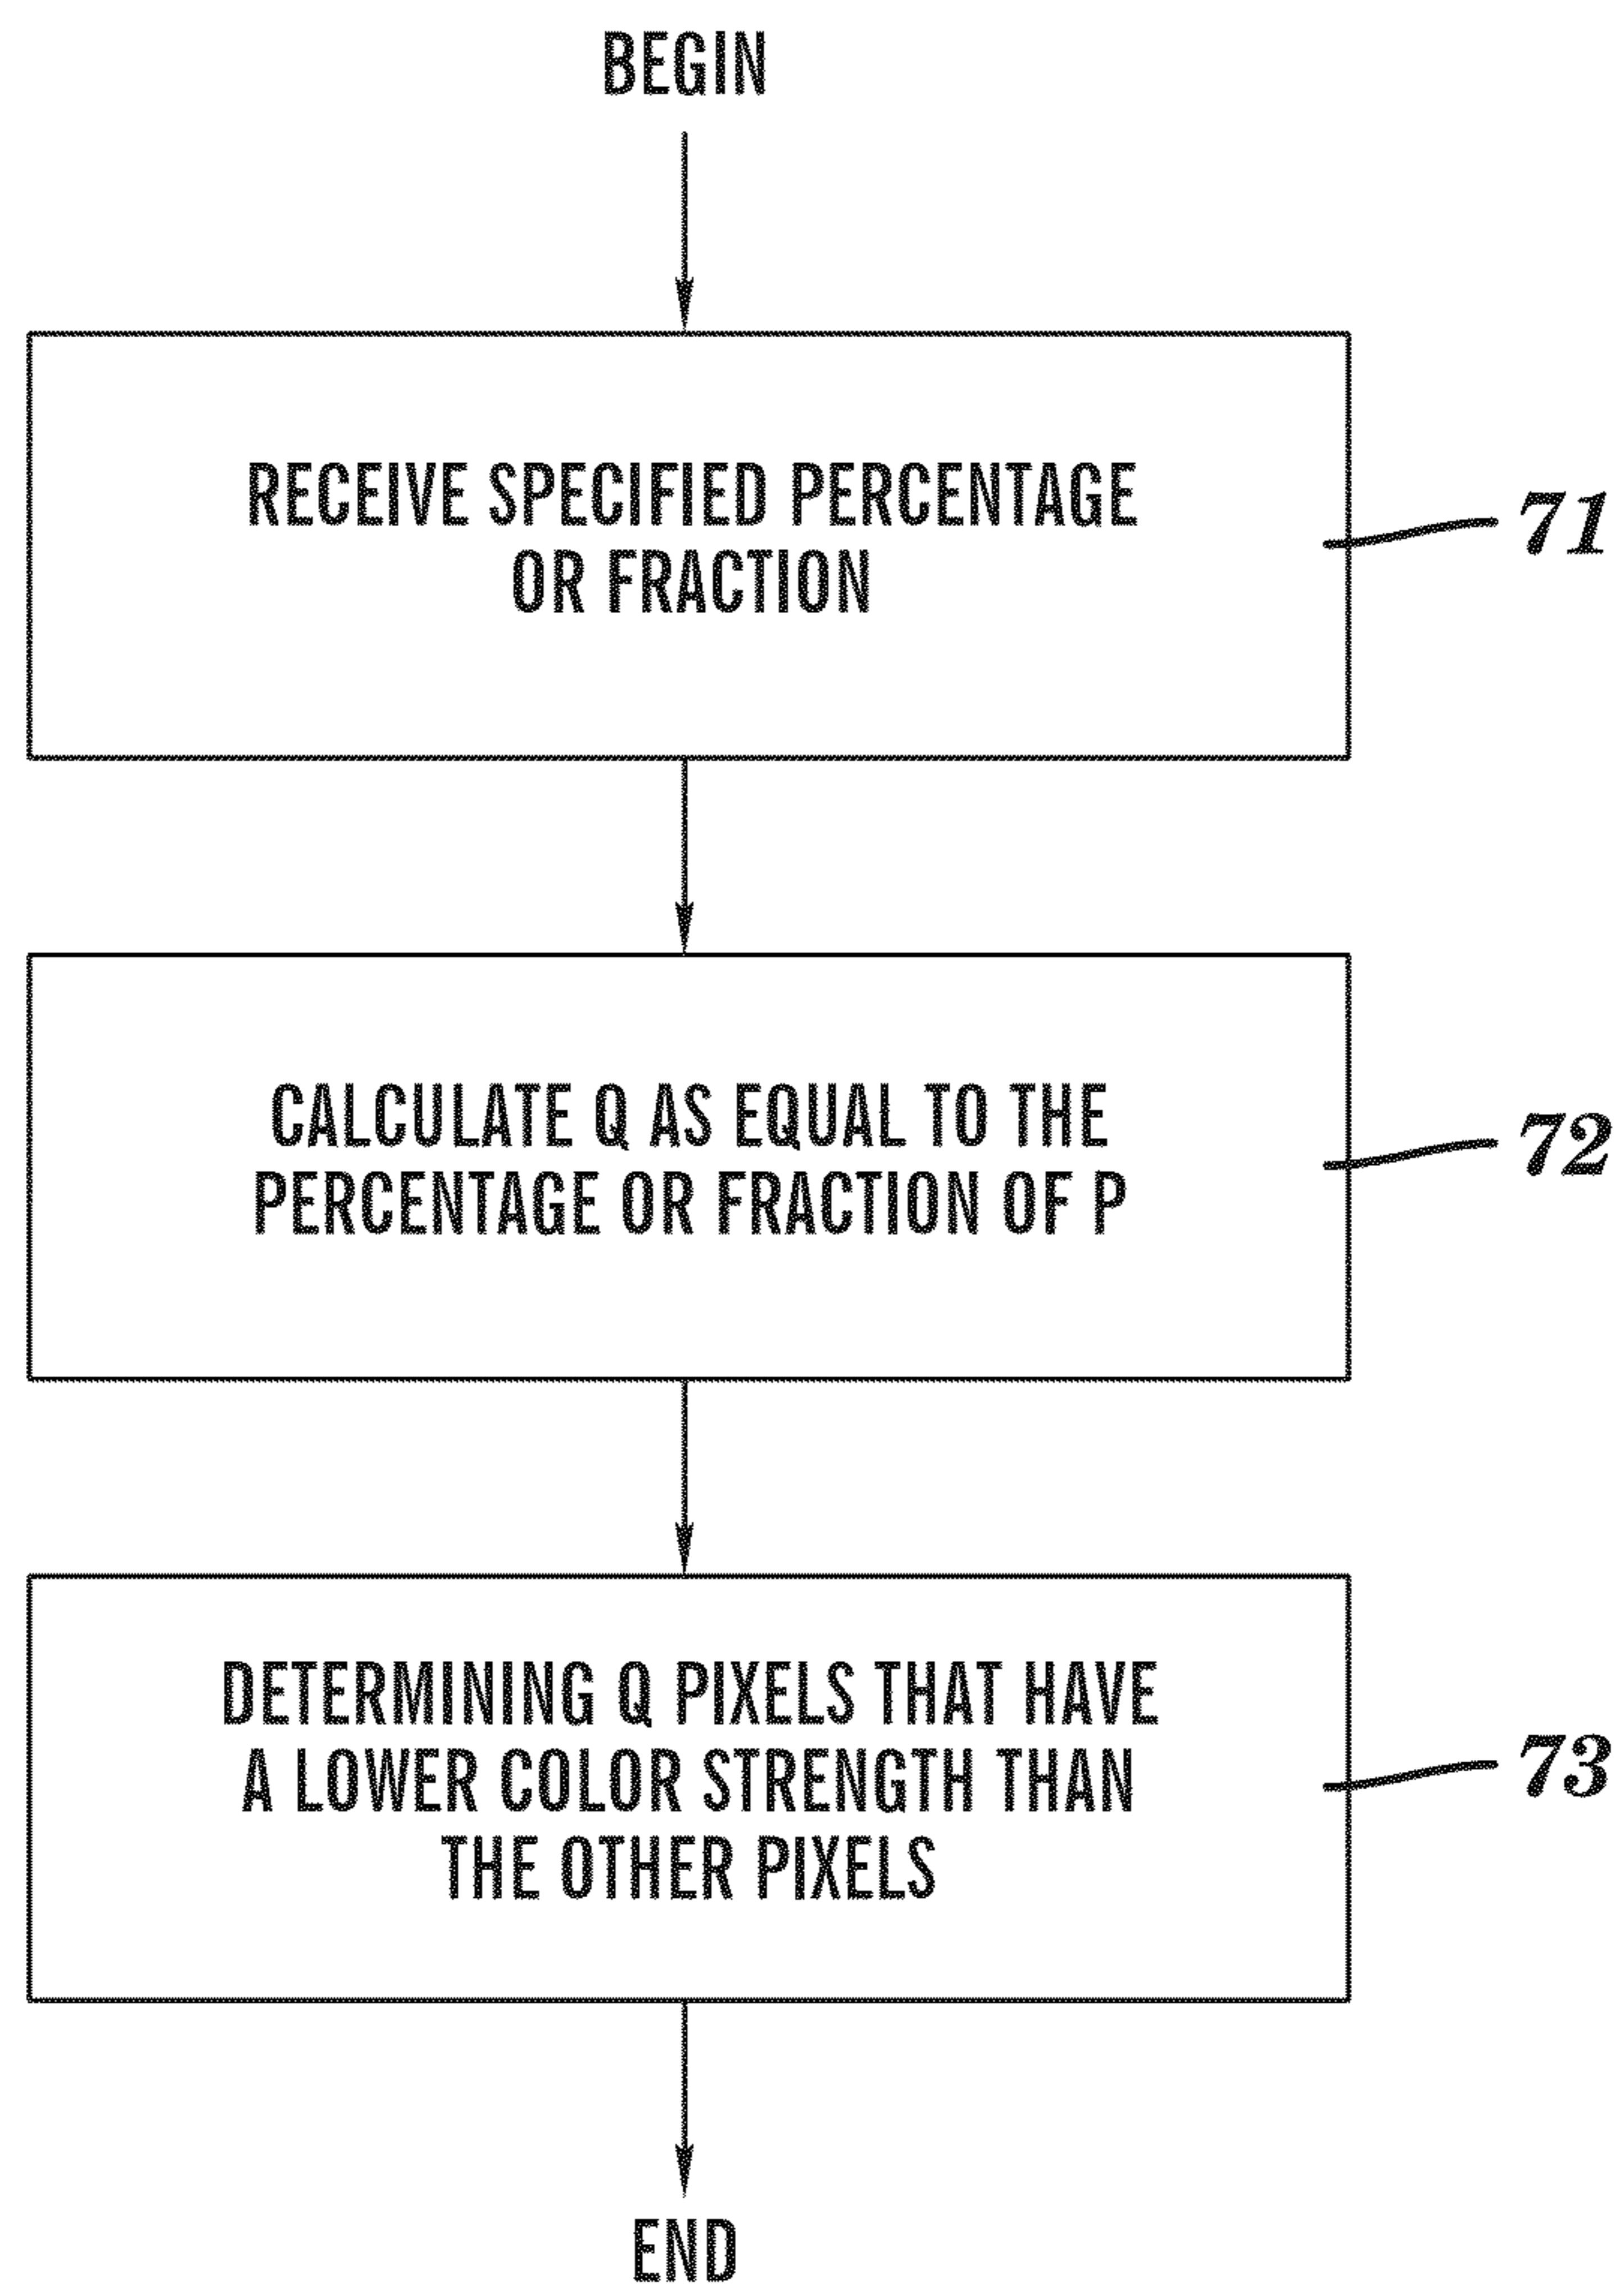 BEGIN
RECEIVE SPECIFIED PERCENTAGE
OR FRACTION
71
CALCULATE Q AS EQUAL TO THE
PERCENTAGE OR FRACTION OF P
72
DETERMINING Q PIXELS THAT HAVE
A LOWER COLOR STRENGTH THAN
THE OTHER PIXELS
73
END